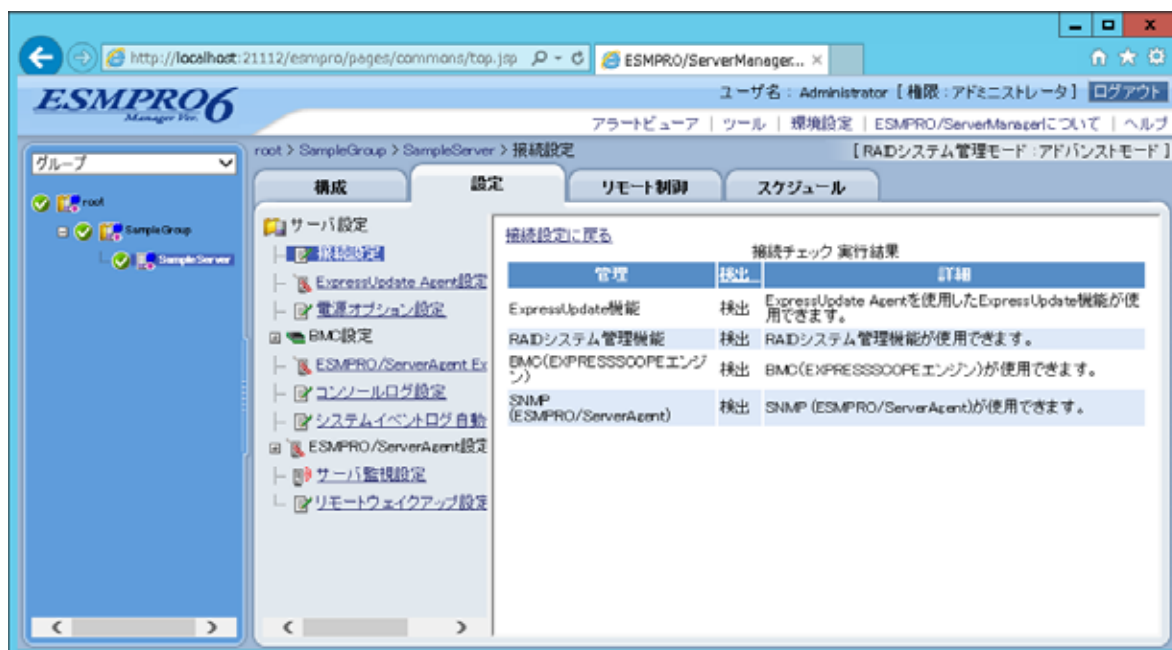 http://localhost:21112/esmpro/pages/commons/top.jsp
ESMPRO/ServerManager... ×
ESMPRO6
Manager Ver.
ユーザ名 : Administrator [ 権限 : アドミニストレータ ] ログアウト
アラートビューア | ツール | 環境設定 | ESMPRO/ServerManagerについて | ヘルプ
グループ
root
SampleGroup
SampleServer
root > SampleGroup > SampleServer > 接続設定
[ RAIDシステム管理モード : アドバンストモード ]
構成
設定
リモート制御
スケジュール
サーバ設定
接続設定
ExpressUpdate Agent設定
電源オプション設定
BMC設定
ESMPRO/ServerAgent Ex
コンソールログ設定
システムイベントログ自動
ESMPRO/ServerAgent設定
サーバ監視設定
リモートウェイクアップ設定
接続設定に戻る
接続チェック 実行結果
管理 検出 詳細
ExpressUpdate機能 検出 ExpressUpdate Agentを使用したExpressUpdate機能が使
用できます。
RAIDシステム管理機能 検出 RAIDシステム管理機能が使用できます。
BMC(EXPRESSSCOPEエンジ
ン) 検出 BMC(EXPRESSSCOPEエンジン)が使用できます。
SNMP
(ESMPRO/ServerAgent) 検出 SNMP (ESMPRO/ServerAgent)が使用できます。